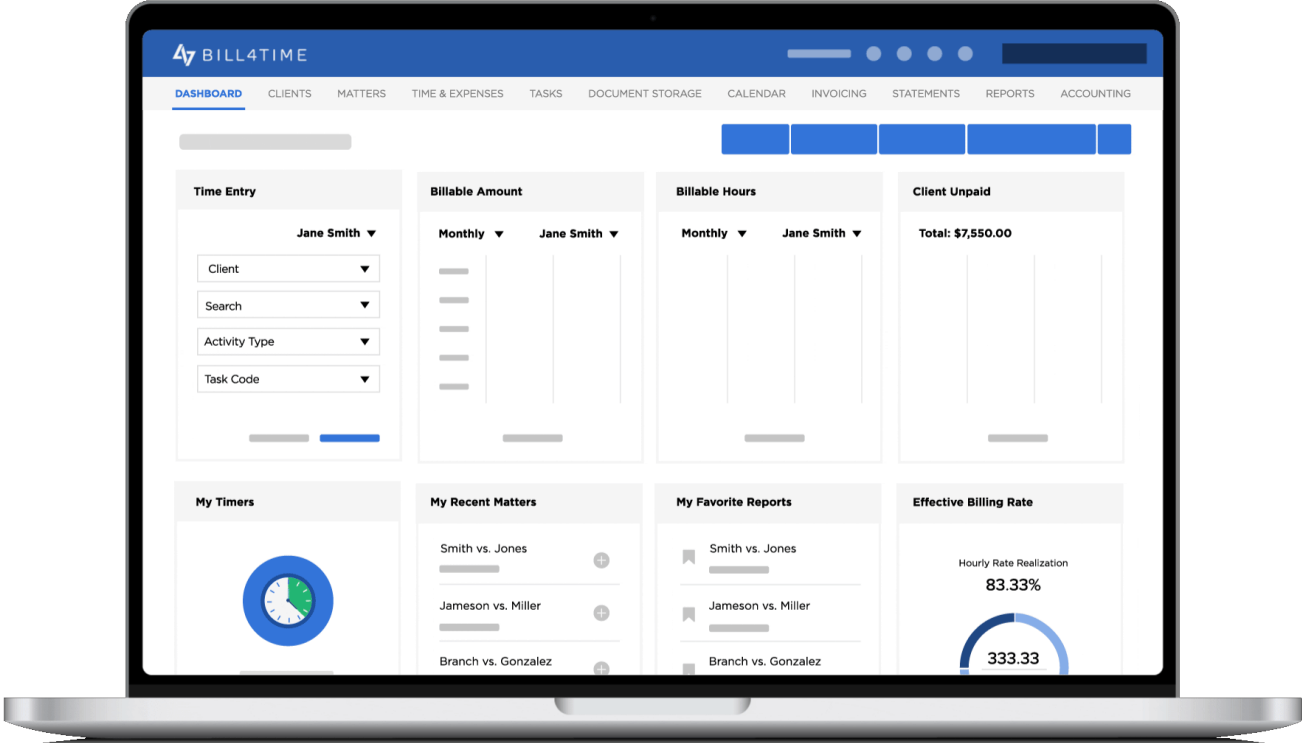 BILL4TIME
DASHBOARD CLIENTS MATTERS TIME & EXPENSES TASKS DOCUMENT STORAGE CALENDAR INVOICING STATEMENTS REPORTS ACCOUNTING
Time Entry
Jane Smith
Client
Search
Activity Type
Task Code
Billable Amount
Monthly Jane Smith
Billable Hours
Monthly Jane Smith
Client Unpaid
Total: $7,550.00
My Timers
My Recent Matters
Smith vs. Jones
Jameson vs. Miller
Branch vs. Gonzalez
My Favorite Reports
Smith vs. Jones
Jameson vs. Miller
Branch vs. Gonzalez
Effective Billing Rate
Hourly Rate Realization
83.33%
333.33